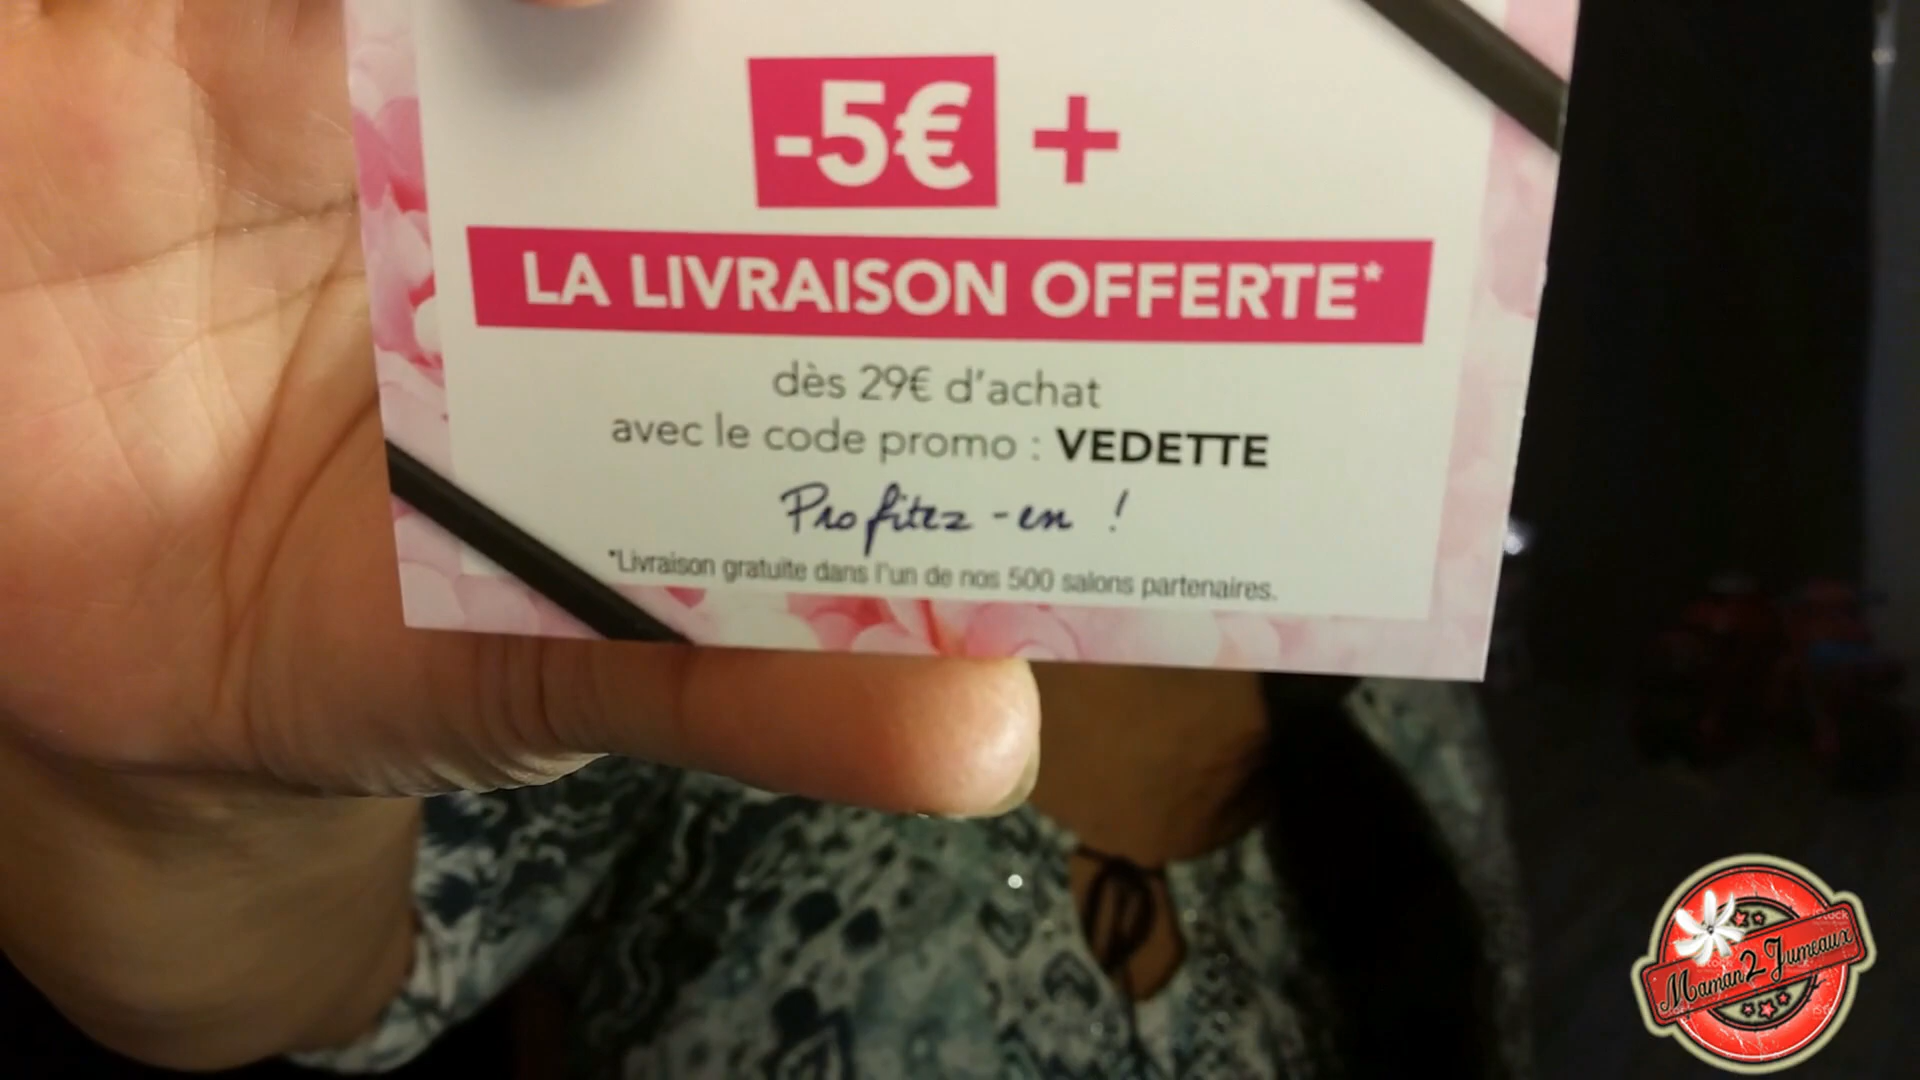 -5€ +
LA LIVRAISON OFFERTE*
dès 29€ d'achat
avec le code promo : VEDETTE
Profitez-en !
*Livraison gratuite dans l'un de nos 500 salons partenaires.
iStock
Maman2Jumeaux